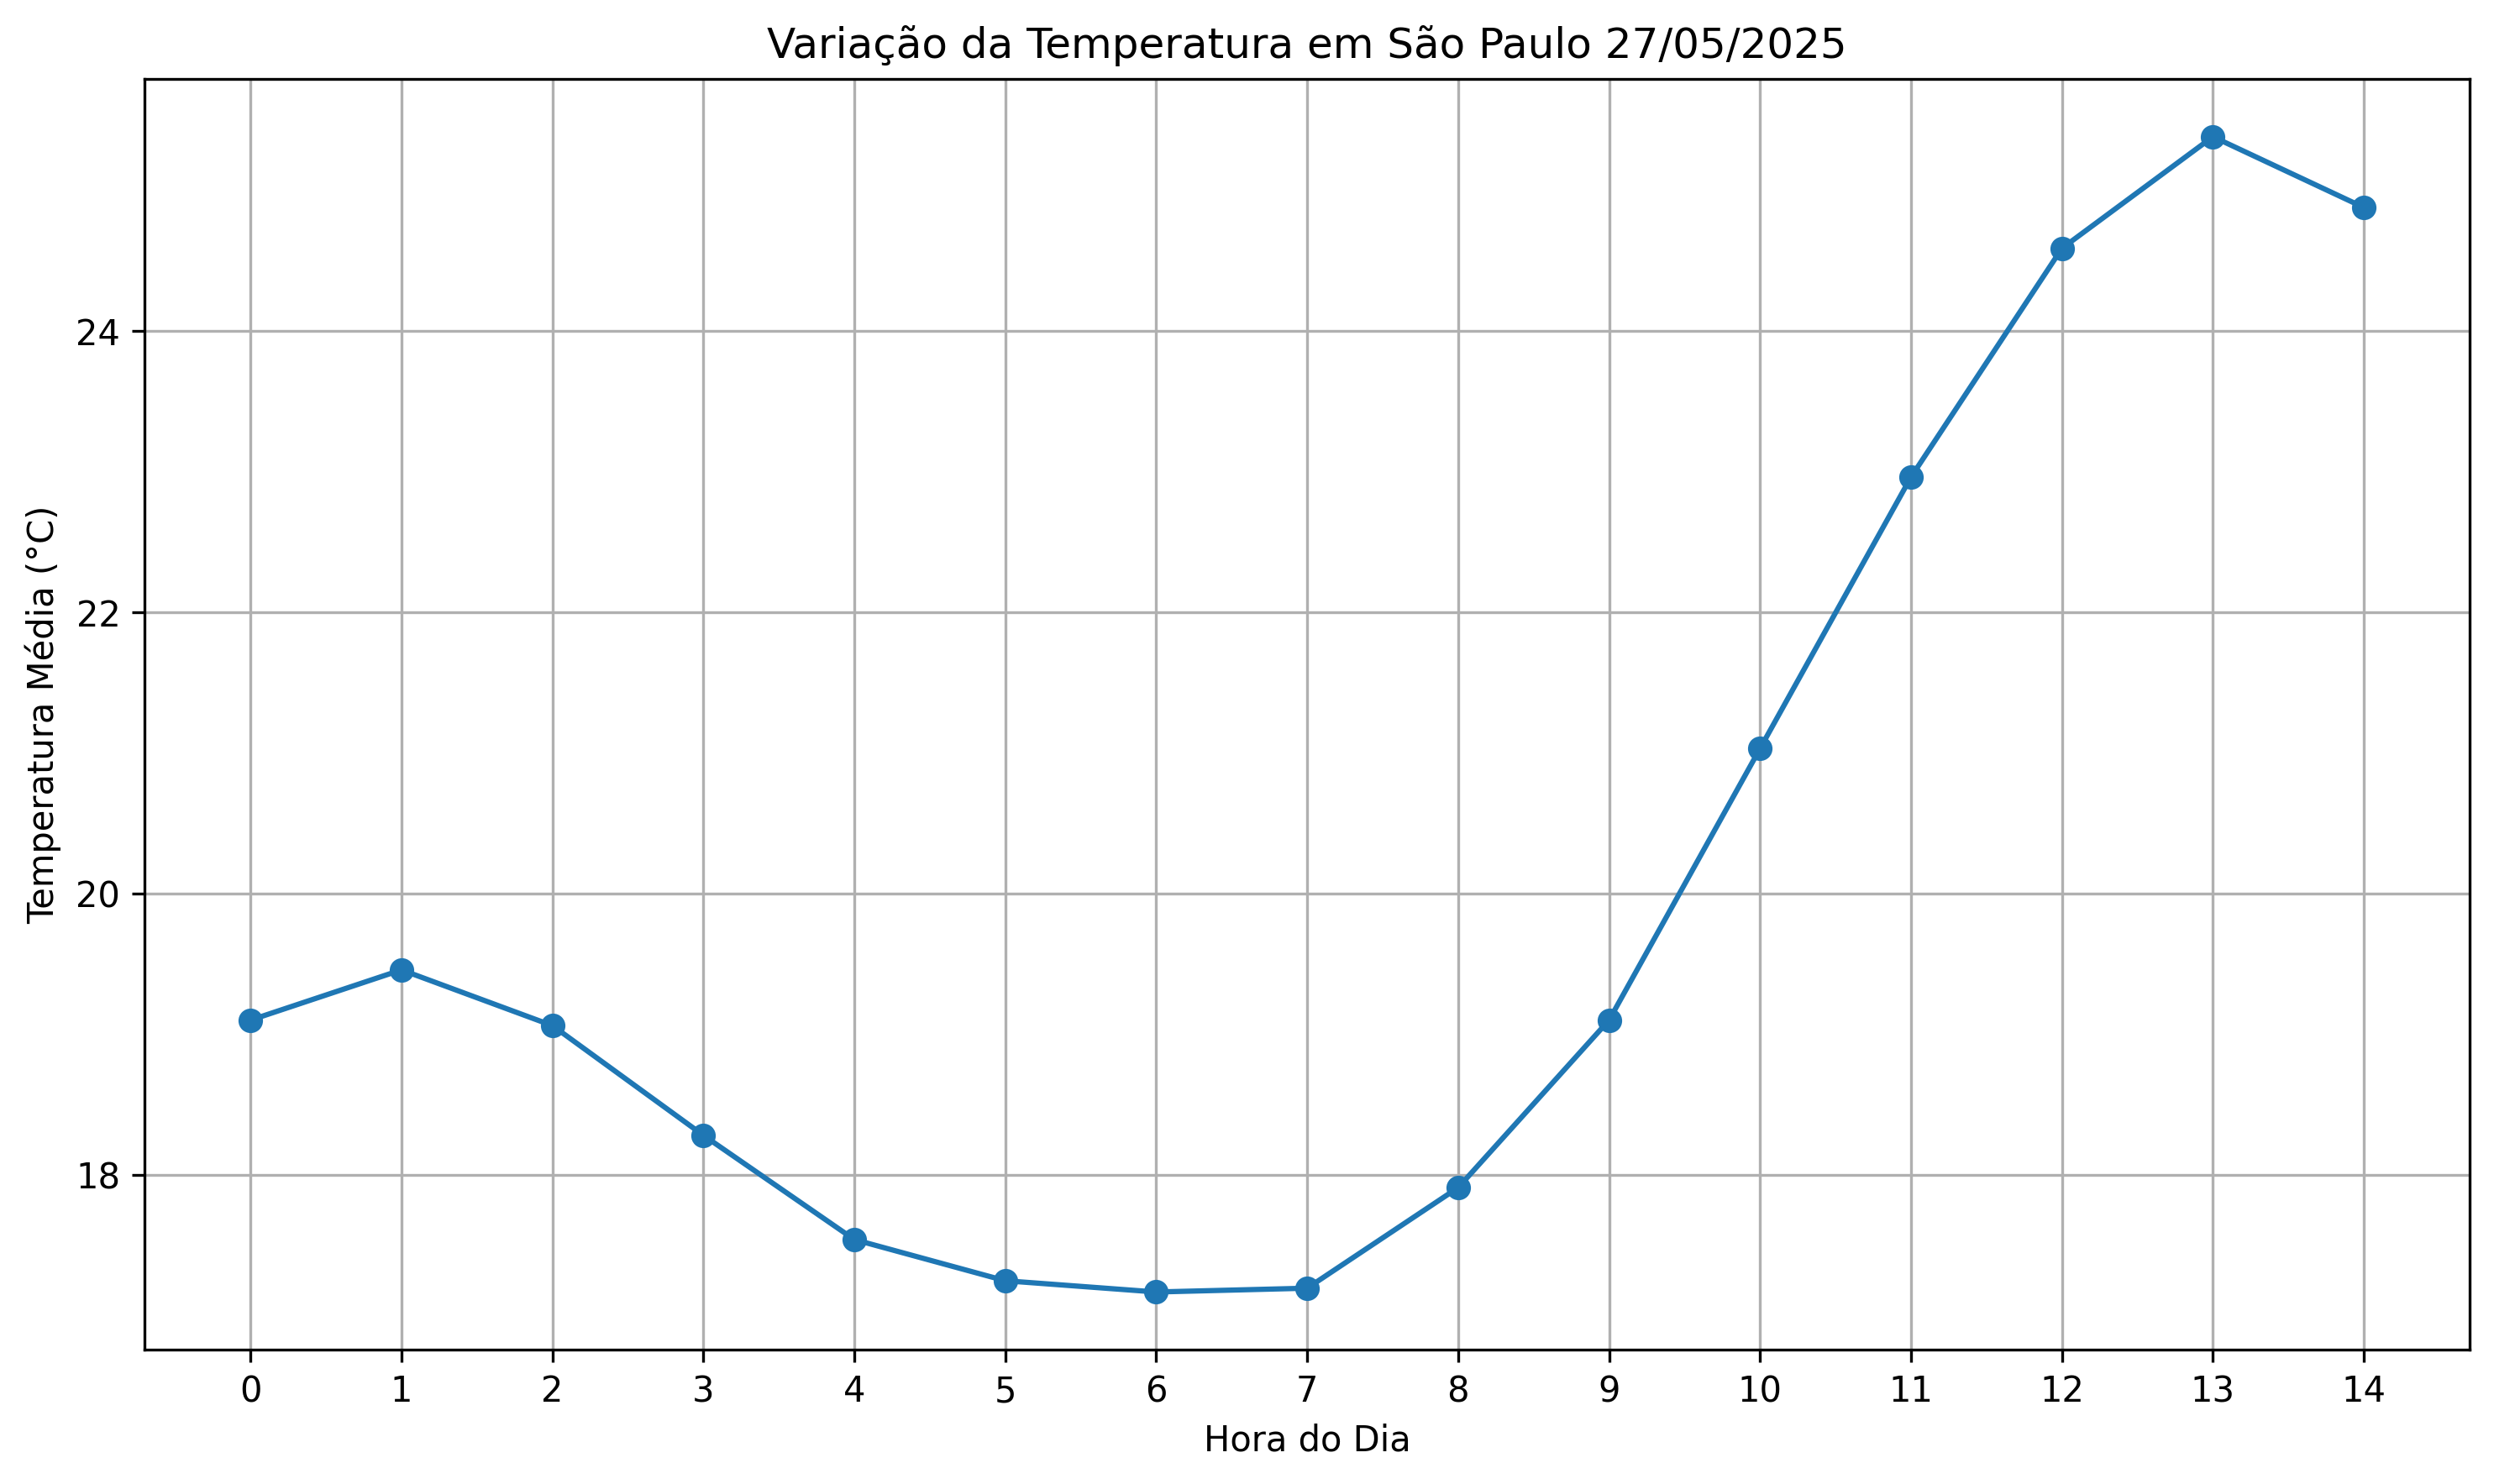 Variação da Temperatura em São Paulo 27/05/2025
Temperatura Média (°C)
24
22
20
18
0 1 2 3 4 5 6 7 8 9 10 11 12 13 14
Hora do Dia